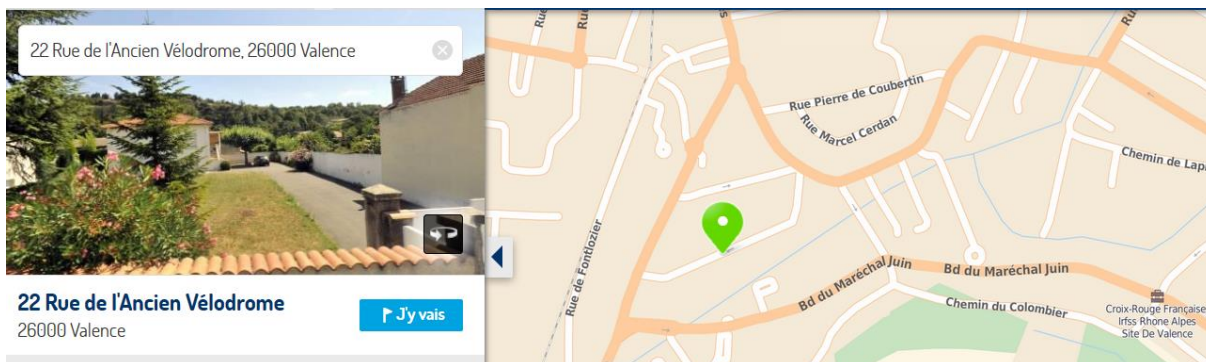 22 Rue de l'Ancien Vélodrome, 26000 Valence
22 Rue de l'Ancien Vélodrome
26000 Valence
J'y vais
Rue
Rue
Rue Pierre de Coubertin
Rue Marcel Cerdan
Chemin de Lap
Rue de Fontlozier
Bd du Maréchal Juin
Bd du Maréchal Juin
Chemin du Colombier
Croix-Rouge Française
Irfss Rhone Alpes
Site De Valence